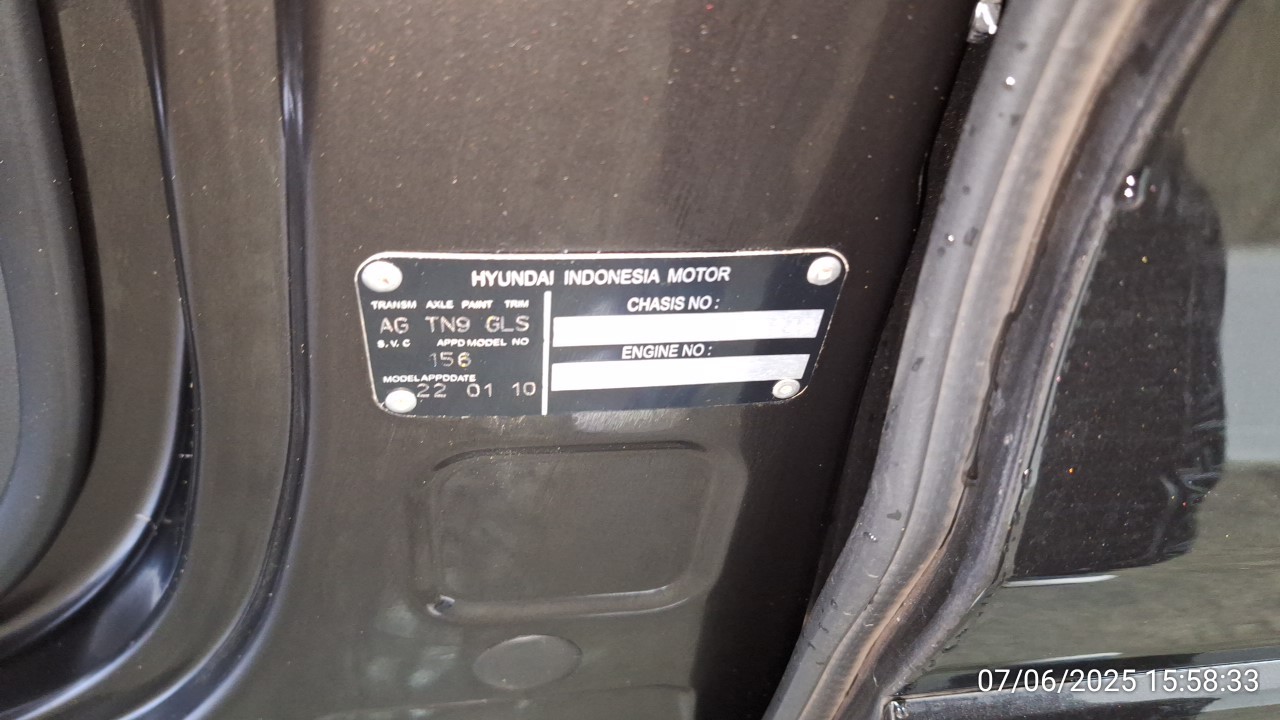 HYUNDAI INDONESIA MOTOR
TRANSM AXLE PAINT TRIM
AG TN9 GLS
S.V.C APPD MODEL NO
156
MODEL APPD DATE
22 01 10
CHASIS NO :
ENGINE NO :
07/06/2025 15:58:33